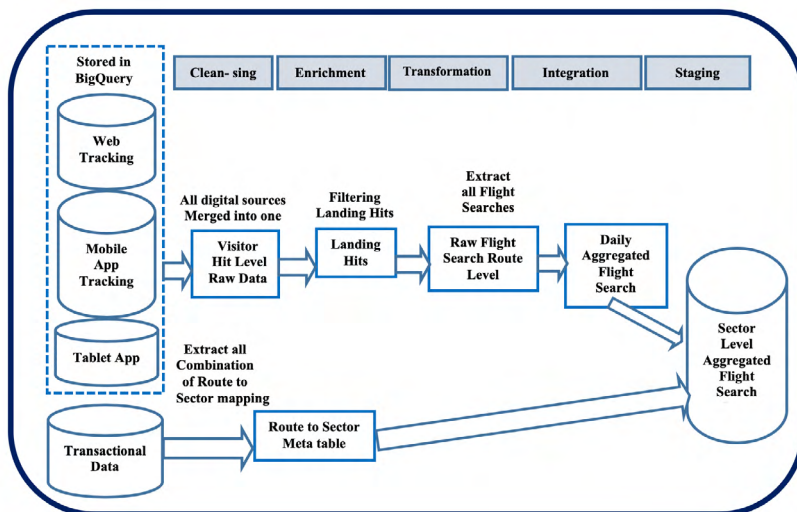 Stored in
BigQuery
Clean- sing
Enrichment
Transformation
Integration
Staging
Web
Tracking
Mobile
App
Tracking
Tablet App
All digital sources
Merged into one
Visitor
Hit Level
Raw Data
Filtering
Landing Hits
Landing
Hits
Extract
all Flight
Searches
Raw Flight
Search Route
Level
Daily
Aggregated
Flight
Search
Sector
Level
Aggregated
Flight
Search
Extract all
Combination
of Route to
Sector mapping
Transactional
Data
Route to Sector
Meta table